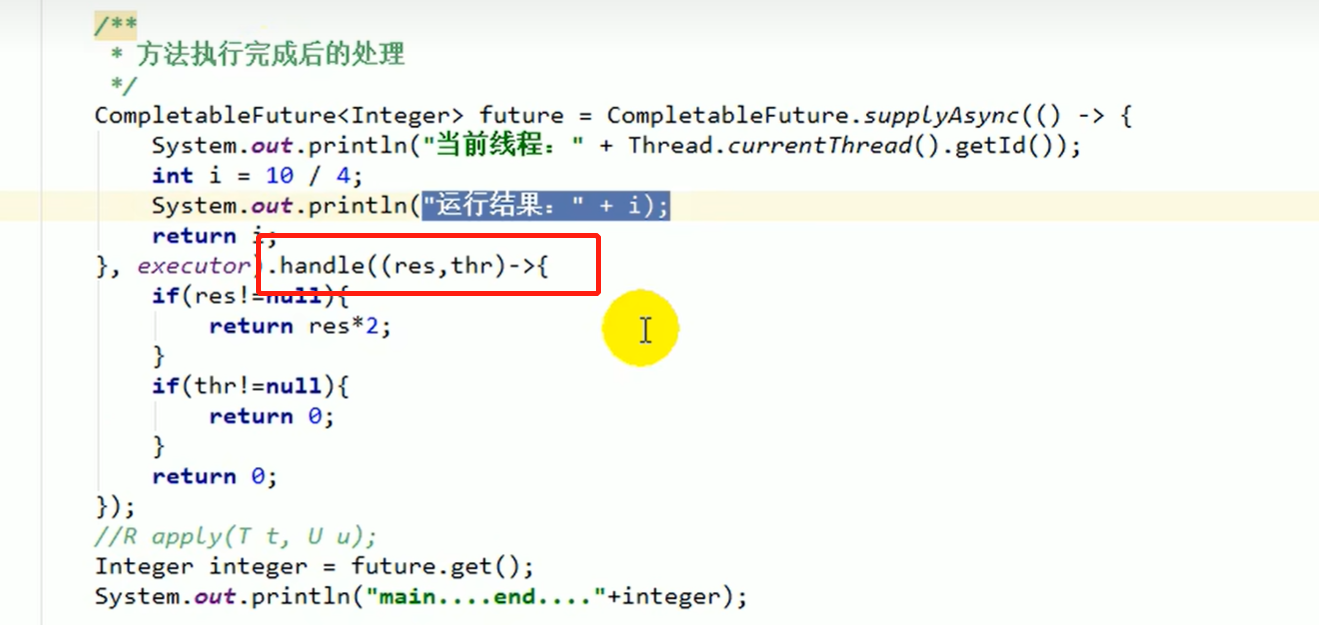 /**
* 方法执行完成后的处理
*/
CompletableFuture<Integer> future = CompletableFuture.supplyAsync(() -> {
System.out.println("当前线程：" + Thread.currentThread().getId());
int i = 10 / 4;
System.out.println("运行结果：" + i);
return i;
}, executor).handle((res,thr)->{
if(res!=null){
return res*2;
}
if(thr!=null){
return 0;
}
return 0;
});
//R apply(T t, U u);
Integer integer = future.get();
System.out.println("main....end...."+integer);